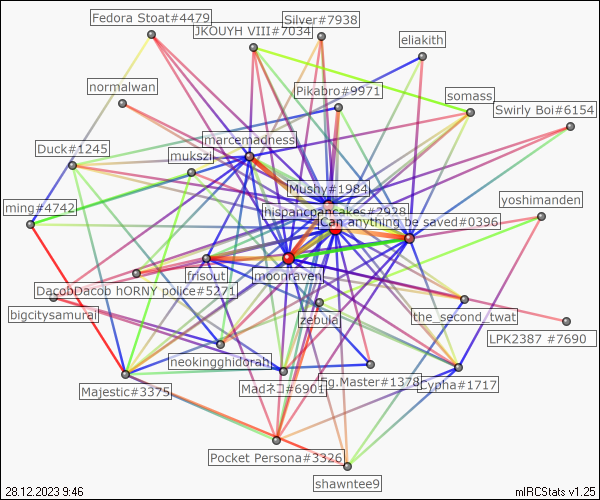 Fedora Stoat#4479
Silver#7938
JKOUYH VIII#7034
eliakith
normalwan
Pikabro#9971
somass
Swirly Boi#6154
marcemadness
Duck#1245
mukszi
Mushy#1984
ming#4742
hispanicpancakes#2928
Can anything be saved#0396
yoshimanden
frisout
moonraven
DacobDacob hORNY police#5271
bigcitysamurai
zebula
the_second_twat
LPK2387 #7690
neokingghidorah
Majestic#3375
Madネエ#6901
Fg.Master#1378
Cypha#1717
Pocket Persona#3326
shawntee9
28.12.2023 9:46
mIRCStats v1.25